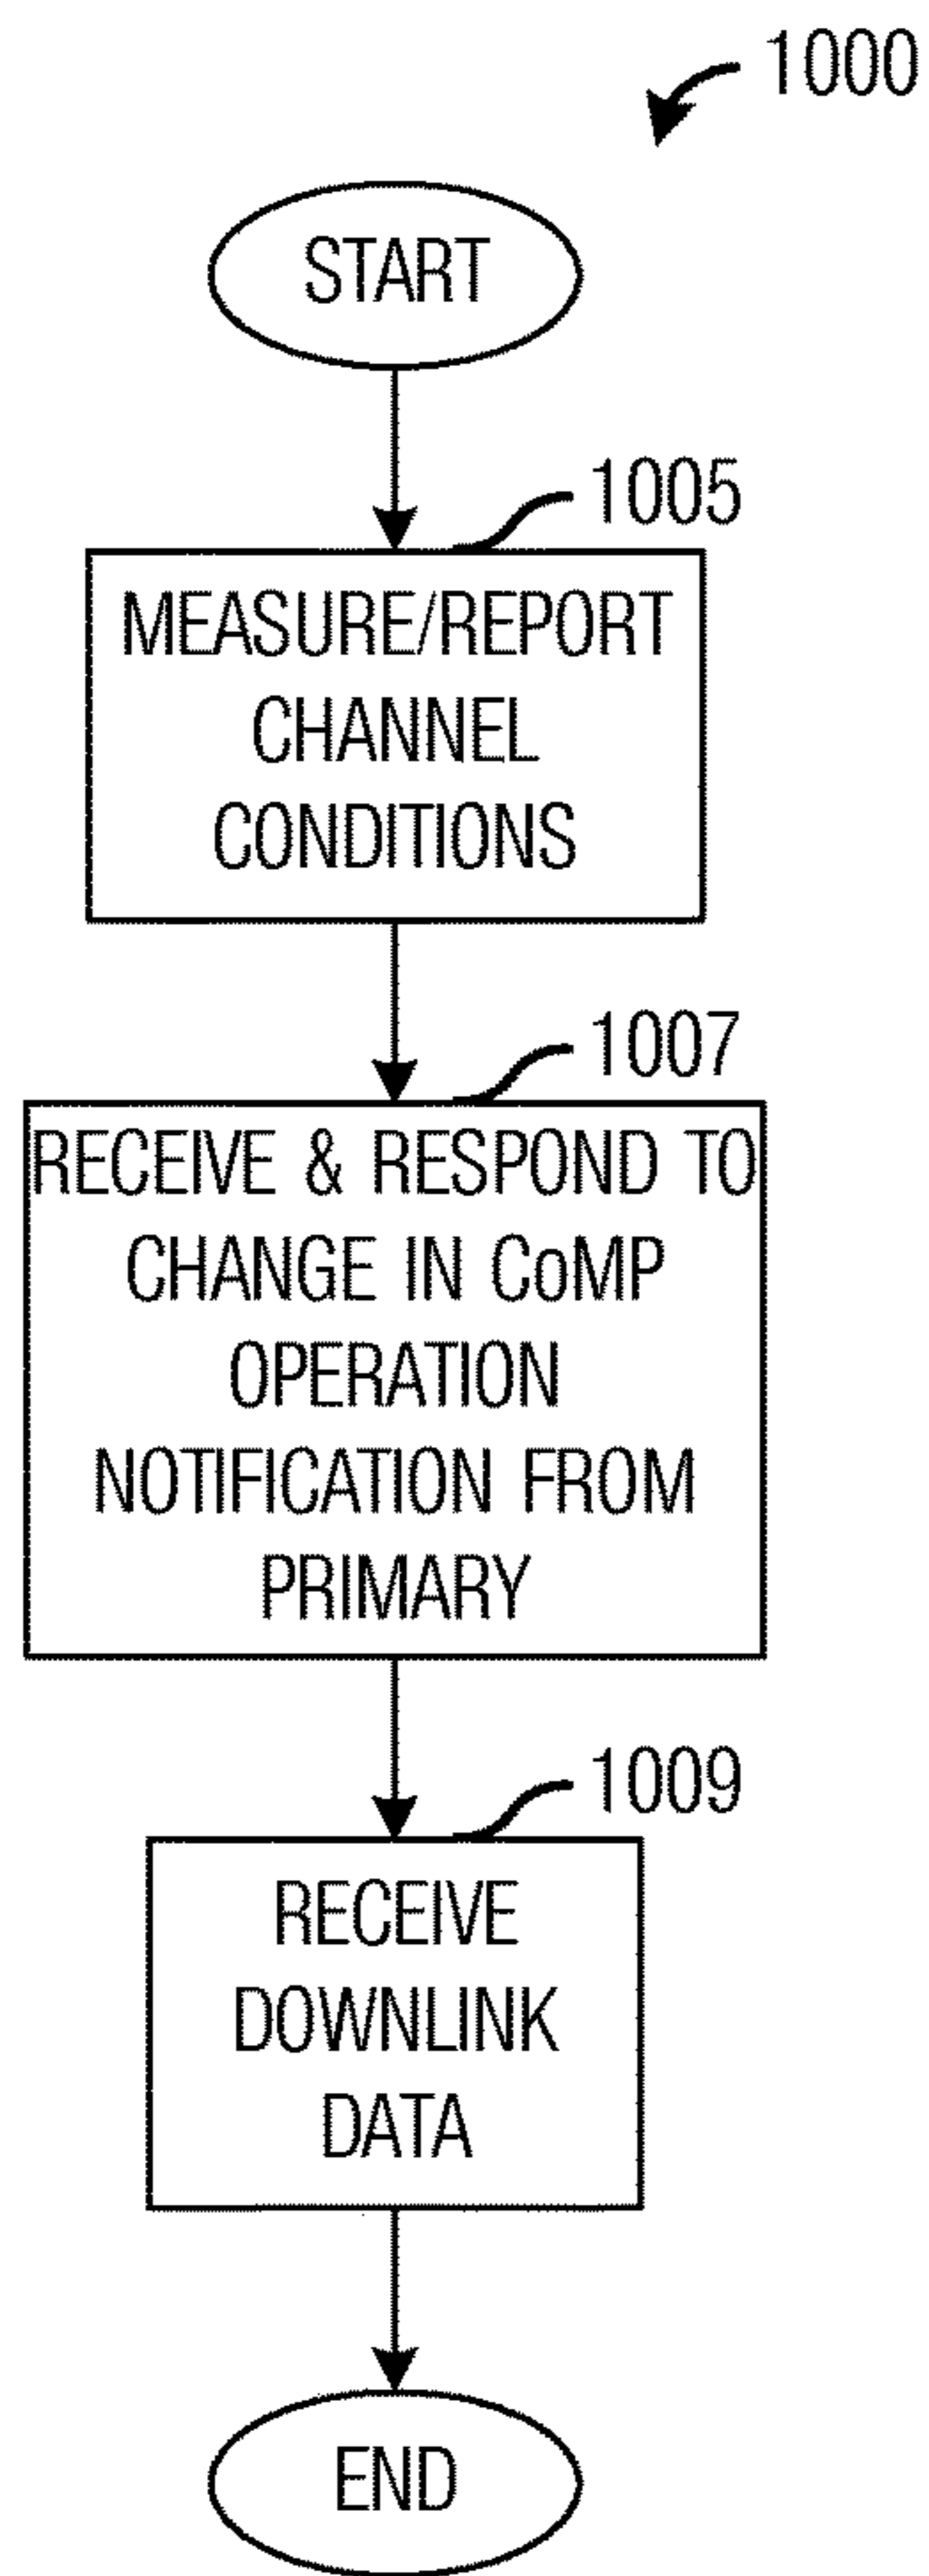 1000
START
1005
MEASURE/REPORT
CHANNEL
CONDITIONS
1007
RECEIVE & RESPOND TO
CHANGE IN CoMP
OPERATION
NOTIFICATION FROM
PRIMARY
1009
RECEIVE
DOWNLINK
DATA
END